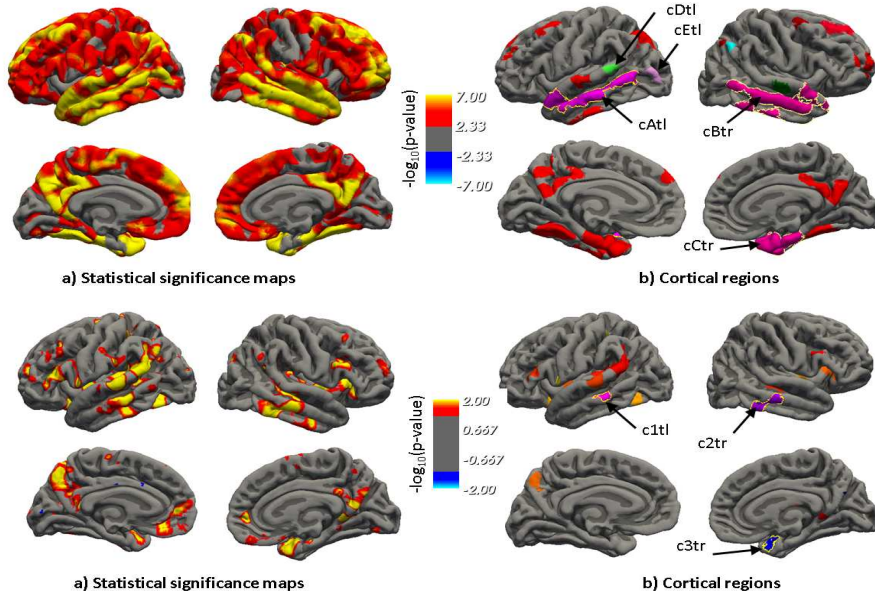 cDtl
cEtl
7.00
2.33
-2.33
-7.00
-log10(p-value)
cAtl
cBtr
cCtr
a) Statistical significance maps
b) Cortical regions
2.00
0.667
-0.667
-2.00
-log10(p-value)
c1tl
c2tr
c3tr
a) Statistical significance maps
b) Cortical regions